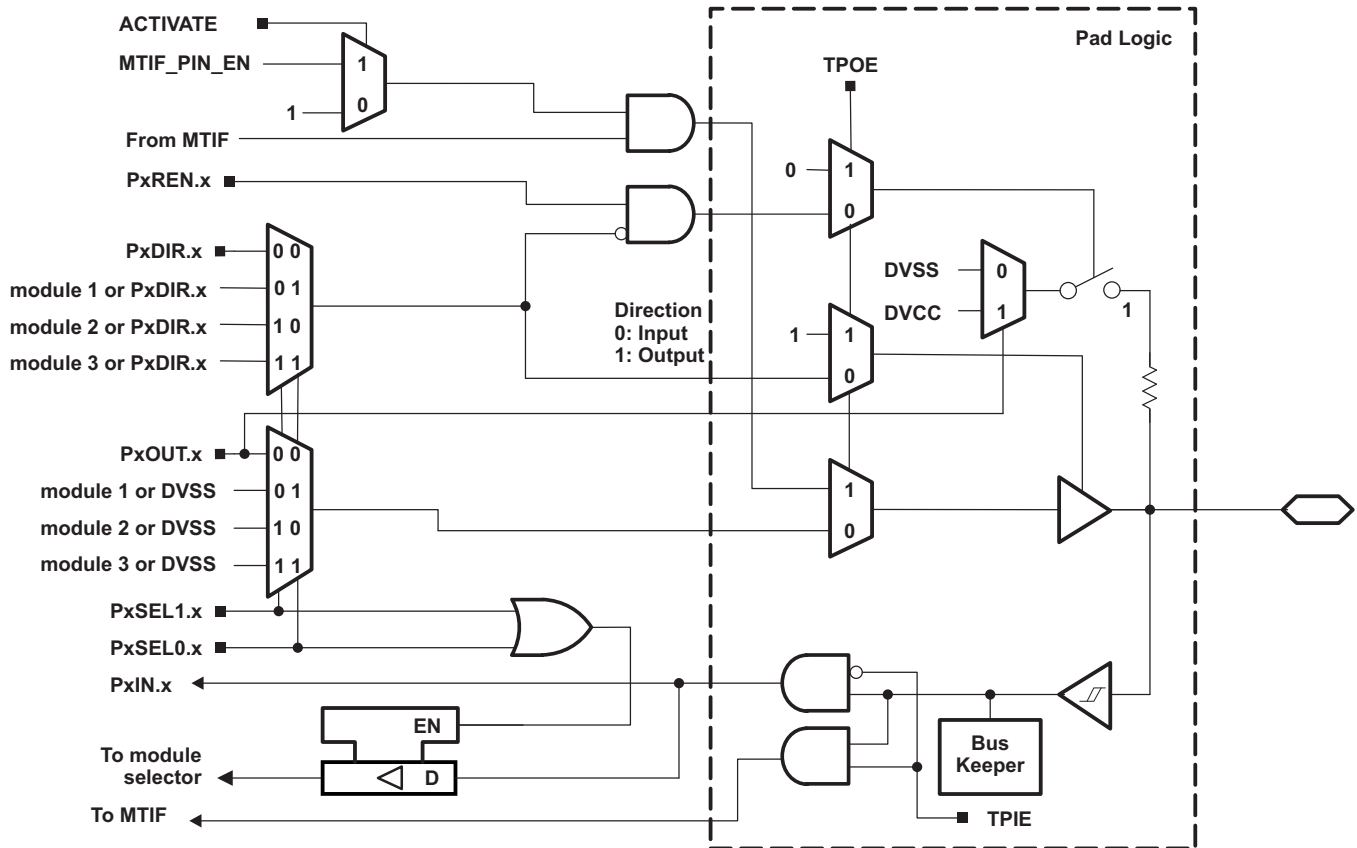 ACTIVATE
MTIF_PIN_EN
1
0
1
From MTIF
PxREN.x
Pad Logic
TPOE
0
1
0
PxDIR.x
module 1 or PxDIR.x
module 2 or PxDIR.x
module 3 or PxDIR.x
0 0
0 1
1 0
1 1
Direction
0: Input
1: Output
DVSS
DVCC
0
1
1
1
1
0
PxOUT.x
module 1 or DVSS
module 2 or DVSS
module 3 or DVSS
0 0
0 1
1 0
1 1
1
0
PxSEL1.x
PxSEL0.x
PxIN.x
EN
D
To module
selector
To MTIF
Bus
Keeper
TPIE